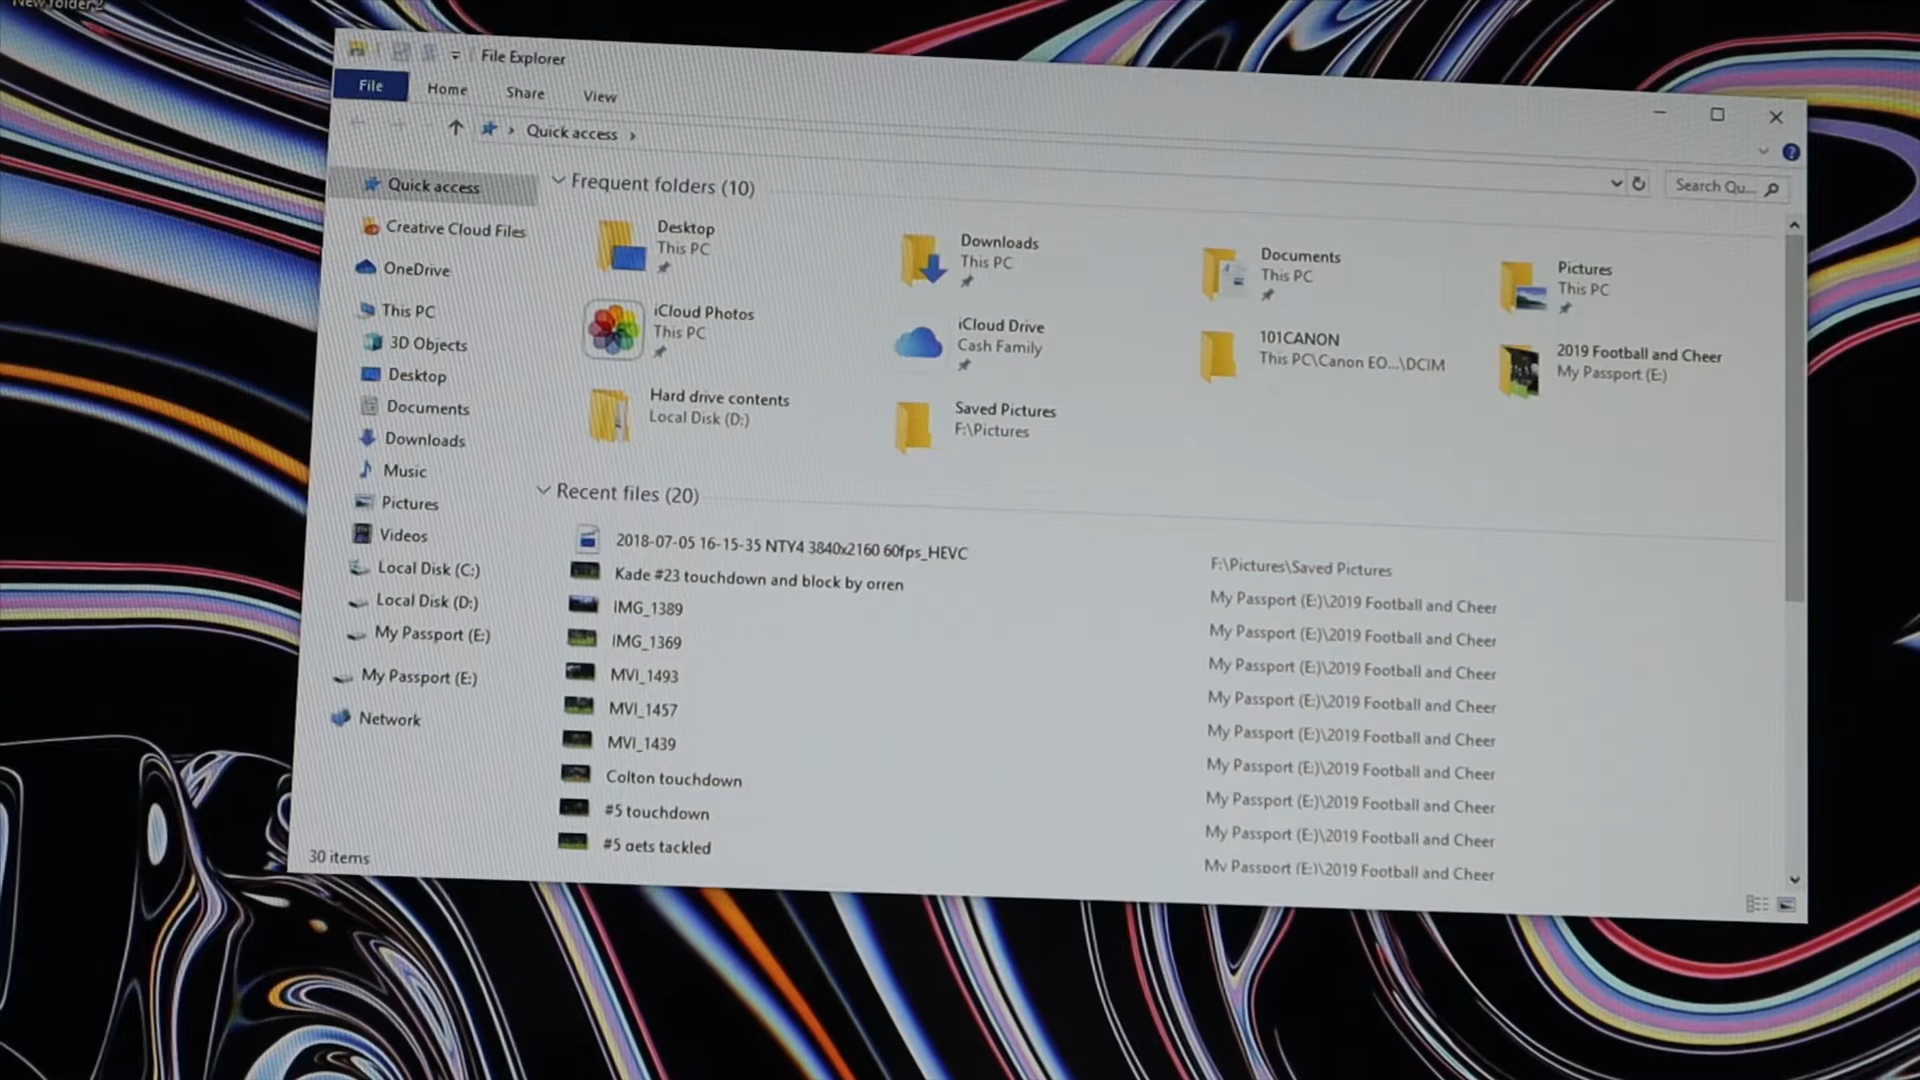 New folder 2
File Explorer
File Home Share View
Quick access
Search Qu...
Quick access
Creative Cloud Files
OneDrive
This PC
3D Objects
Desktop
Documents
Downloads
Music
Pictures
Videos
Local Disk (C:)
Local Disk (D:)
My Passport (E:)
My Passport (E:)
Network
30 items
Frequent folders (10)
Desktop
This PC
Downloads
This PC
Documents
This PC
Pictures
This PC
iCloud Photos
This PC
iCloud Drive
Cash Family
101CANON
This PC\Canon EO...\DCIM
2019 Football and Cheer
My Passport (E:)
Hard drive contents
Local Disk (D:)
Saved Pictures
F:\Pictures
Recent files (20)
2018-07-05 16-15-35 NTY4 3840x2160 60fps_HEVC
F:\Pictures\Saved Pictures
Kade #23 touchdown and block by orren
My Passport (E:)\2019 Football and Cheer
IMG_1389
My Passport (E:)\2019 Football and Cheer
IMG_1369
My Passport (E:)\2019 Football and Cheer
MVI_1493
My Passport (E:)\2019 Football and Cheer
MVI_1457
My Passport (E:)\2019 Football and Cheer
MVI_1439
My Passport (E:)\2019 Football and Cheer
Colton touchdown
My Passport (E:)\2019 Football and Cheer
#5 touchdown
My Passport (E:)\2019 Football and Cheer
#5 gets tackled
My Passport (E:)\2019 Football and Cheer